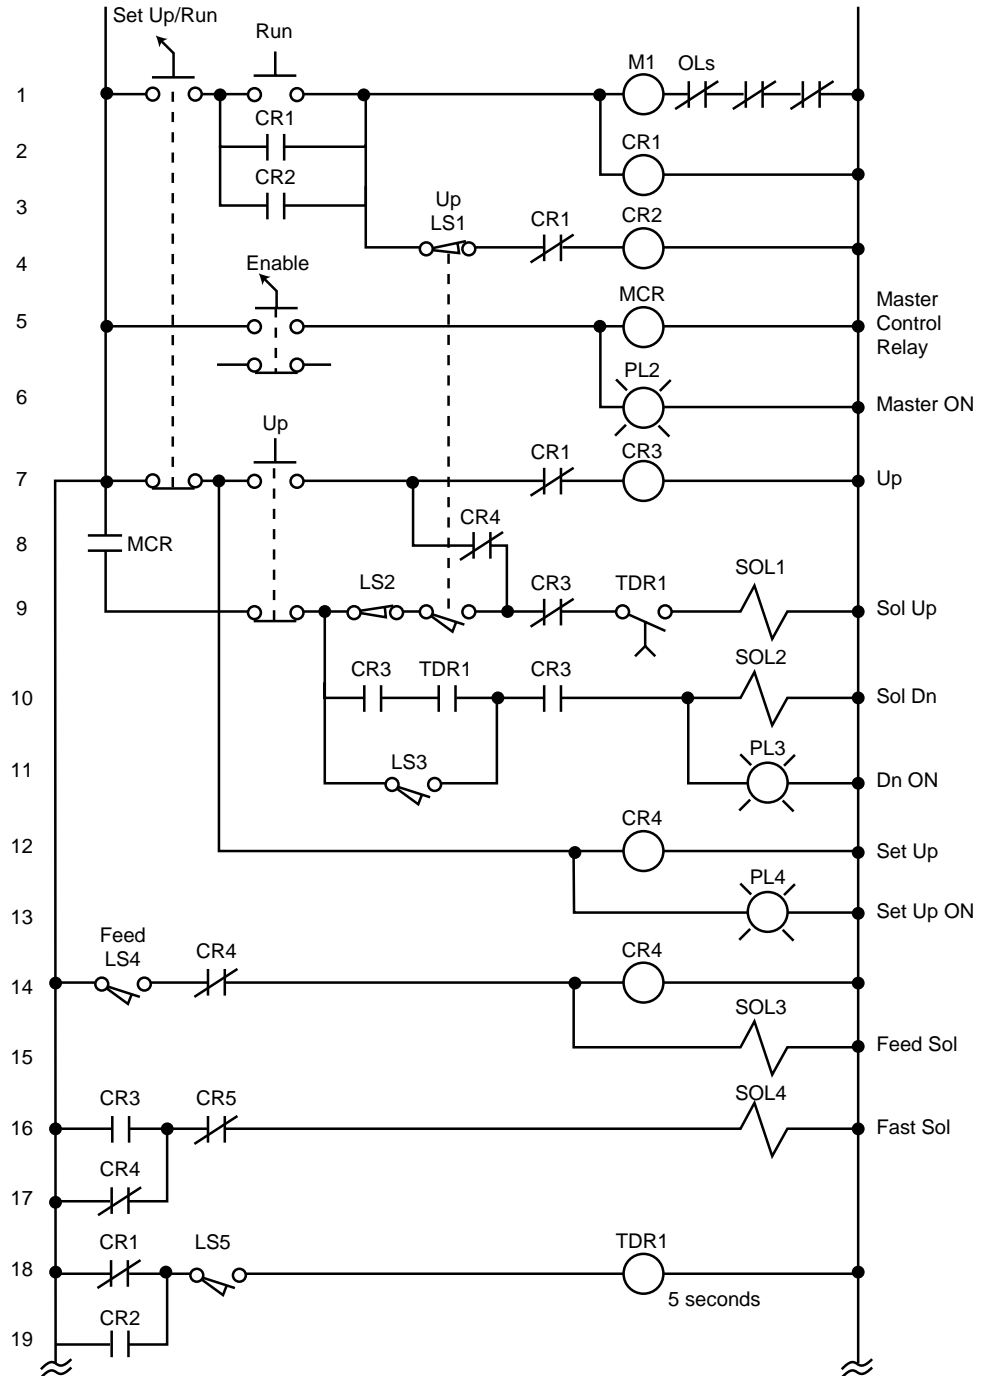 Set Up/Run
Run
M1 OLs
1
CR1
2
CR1
CR2
3
Up
LS1
CR1
CR2
4
Enable
MCR
Master
Control
Relay
5
PL2
6
Master ON
Up
CR1
CR3
7
Up
CR4
8
MCR
LS2
CR3
TDR1
SOL1
9
Sol Up
CR3
TDR1
CR3
SOL2
10
Sol Dn
LS3
PL3
11
Dn ON
CR4
12
Set Up
PL4
13
Set Up ON
Feed
LS4
CR4
CR4
14
SOL3
15
Feed Sol
CR3
CR5
SOL4
16
Fast Sol
CR4
17
CR1
LS5
TDR1
18
5 seconds
CR2
19